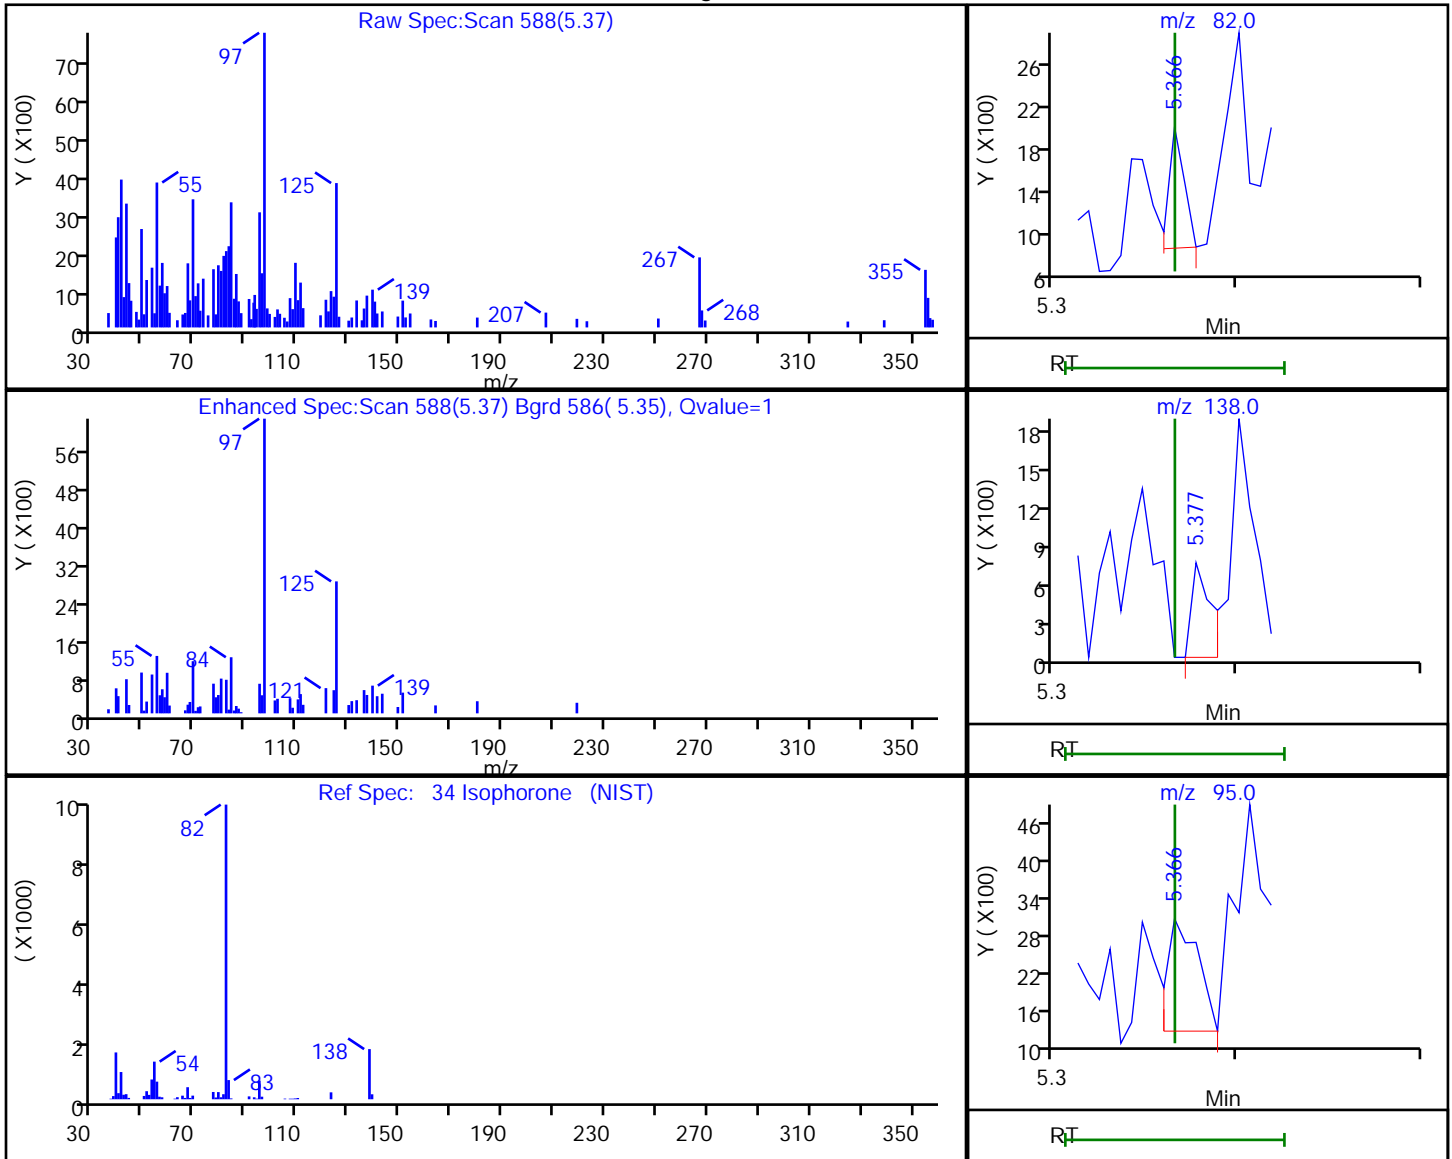 Raw Spec:Scan 588(5.37)
Y ( X100)
70
60
50
40
30
20
10
0
97
55
125
139
207
267
268
355
30 70 110 150 190 230 270 310 350
m/z
m/z 82.0
Y ( X100)
26
22
18
14
10
6
5.366
5.3
Min
RT
Enhanced Spec:Scan 588(5.37) Bgrd 586( 5.35), Qvalue=1
Y ( X100)
56
48
40
32
24
16
8
0
97
125
55
84
121
139
30 70 110 150 190 230 270 310 350
m/z
m/z 138.0
Y ( X100)
18
15
12
9
6
3
0
5.377
5.3
Min
RT
Ref Spec: 34 Isophorone (NIST)
( X1000)
10
8
6
4
2
0
82
54
83
138
30 70 110 150 190 230 270 310 350
m/z 95.0
Y ( X100)
46
40
34
28
22
16
10
5.366
5.3
Min
RT